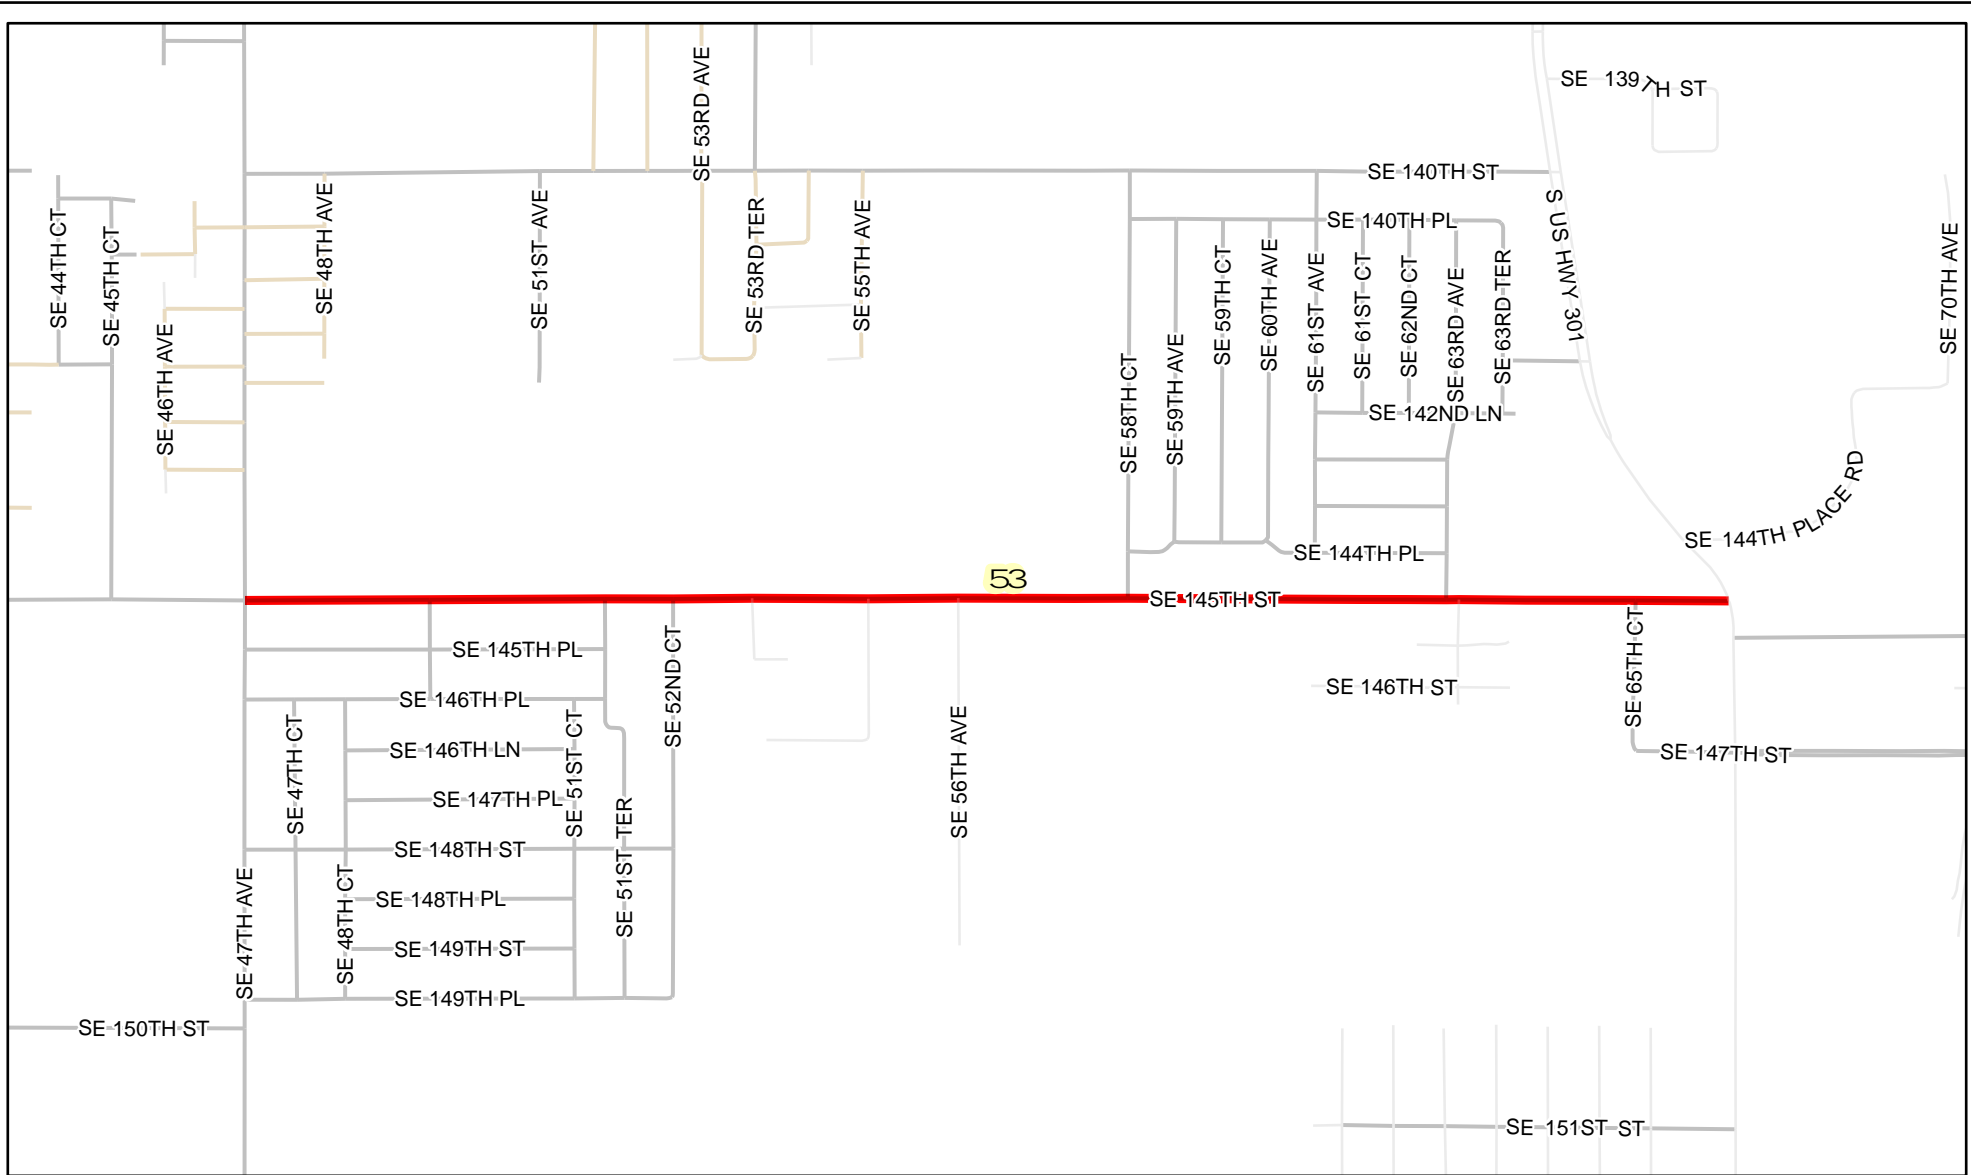 SE 53RD AVE
SE 139TH ST
SE 140TH ST
SE 44TH CT
SE 45TH CT
SE 46TH AVE
SE 48TH AVE
SE 51ST AVE
SE 53RD TER
SE 55TH AVE
SE 140TH PL
SE 58TH CT
SE 59TH AVE
SE 59TH CT
SE 60TH AVE
SE 61ST AVE
SE 61ST CT
SE 62ND CT
SE 63RD AVE
SE 63RD TER
S US HWY 301
SE 70TH AVE
SE 142ND LN
SE 144TH PLACE RD
SE 144TH PL
53
SE 145TH ST
SE 145TH PL
SE 52ND CT
SE 65TH CT
SE 146TH ST
SE 146TH PL
SE 47TH CT
SE 146TH LN
SE 51ST CT
SE 56TH AVE
SE 147TH ST
SE 147TH PL
SE 51ST TER
SE 148TH ST
SE 47TH AVE
SE 48TH CT
SE 148TH PL
SE 149TH ST
SE 149TH PL
SE 150TH ST
SE 151ST ST